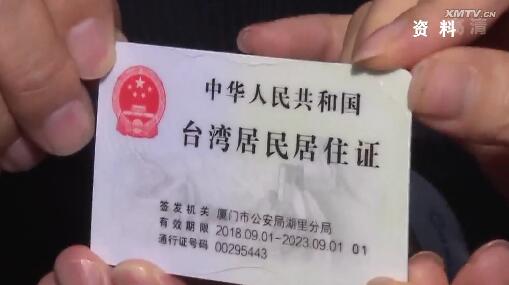 XMTV.CN
资料
高清
中华人民共和国
台湾居民居住证
签发机关 厦门市公安局湖里分局
有效期限 2018.09.01-2023.09.01 01
通行证号码 00295443